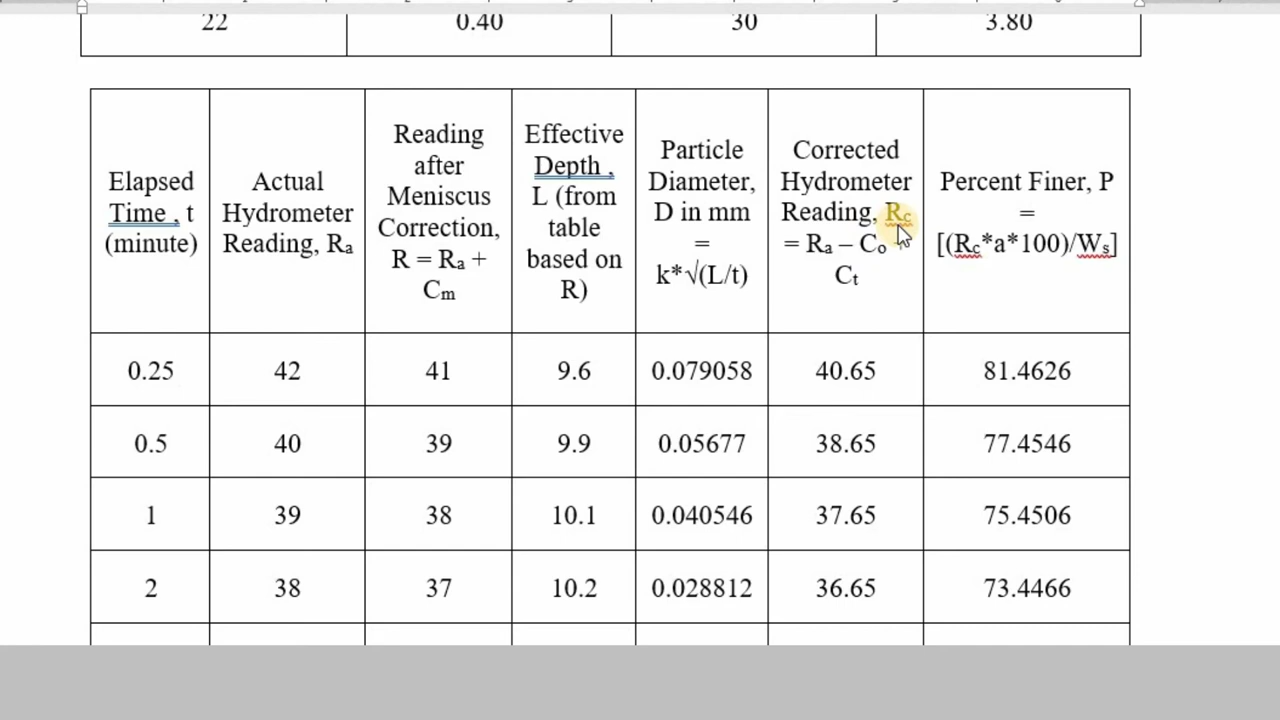 22 0.40 30 3.80
Elapsed
Time , t
(minute)
Actual
Hydrometer
Reading, Rₐ
Reading
after
Meniscus
Correction,
R = Rₐ +
Cₘ
Effective
Depth ,
L (from
table
based on
R)
Particle
Diameter,
D in mm
=
k*√(L/t)
Corrected
Hydrometer
Reading, R꜀
= Rₐ – Cₒ
Cₜ
Percent Finer, P
=
[(R꜀*a*100)/Wₛ]
0.25 42 41 9.6 0.079058 40.65 81.4626
0.5 40 39 9.9 0.05677 38.65 77.4546
1 39 38 10.1 0.040546 37.65 75.4506
2 38 37 10.2 0.028812 36.65 73.4466